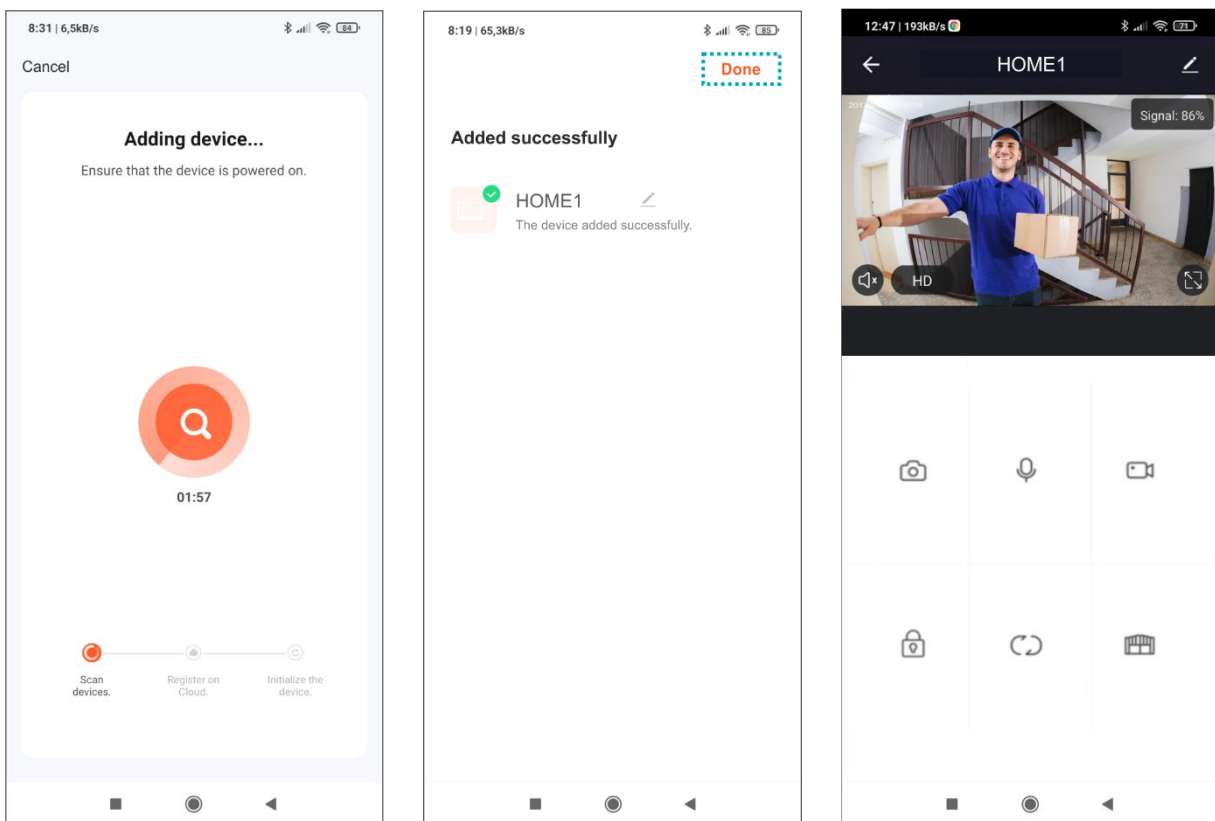 8:31 | 6,5kB/s
84
Cancel
Adding device...
Ensure that the device is powered on.
01:57
Scan
devices.
Register on
Cloud.
Initialize the
device.
8:19 | 65,3kB/s
85
Done
Added successfully
HOME1
The device added successfully.
12:47 | 193kB/s
71
HOME1
Signal: 86%
HD